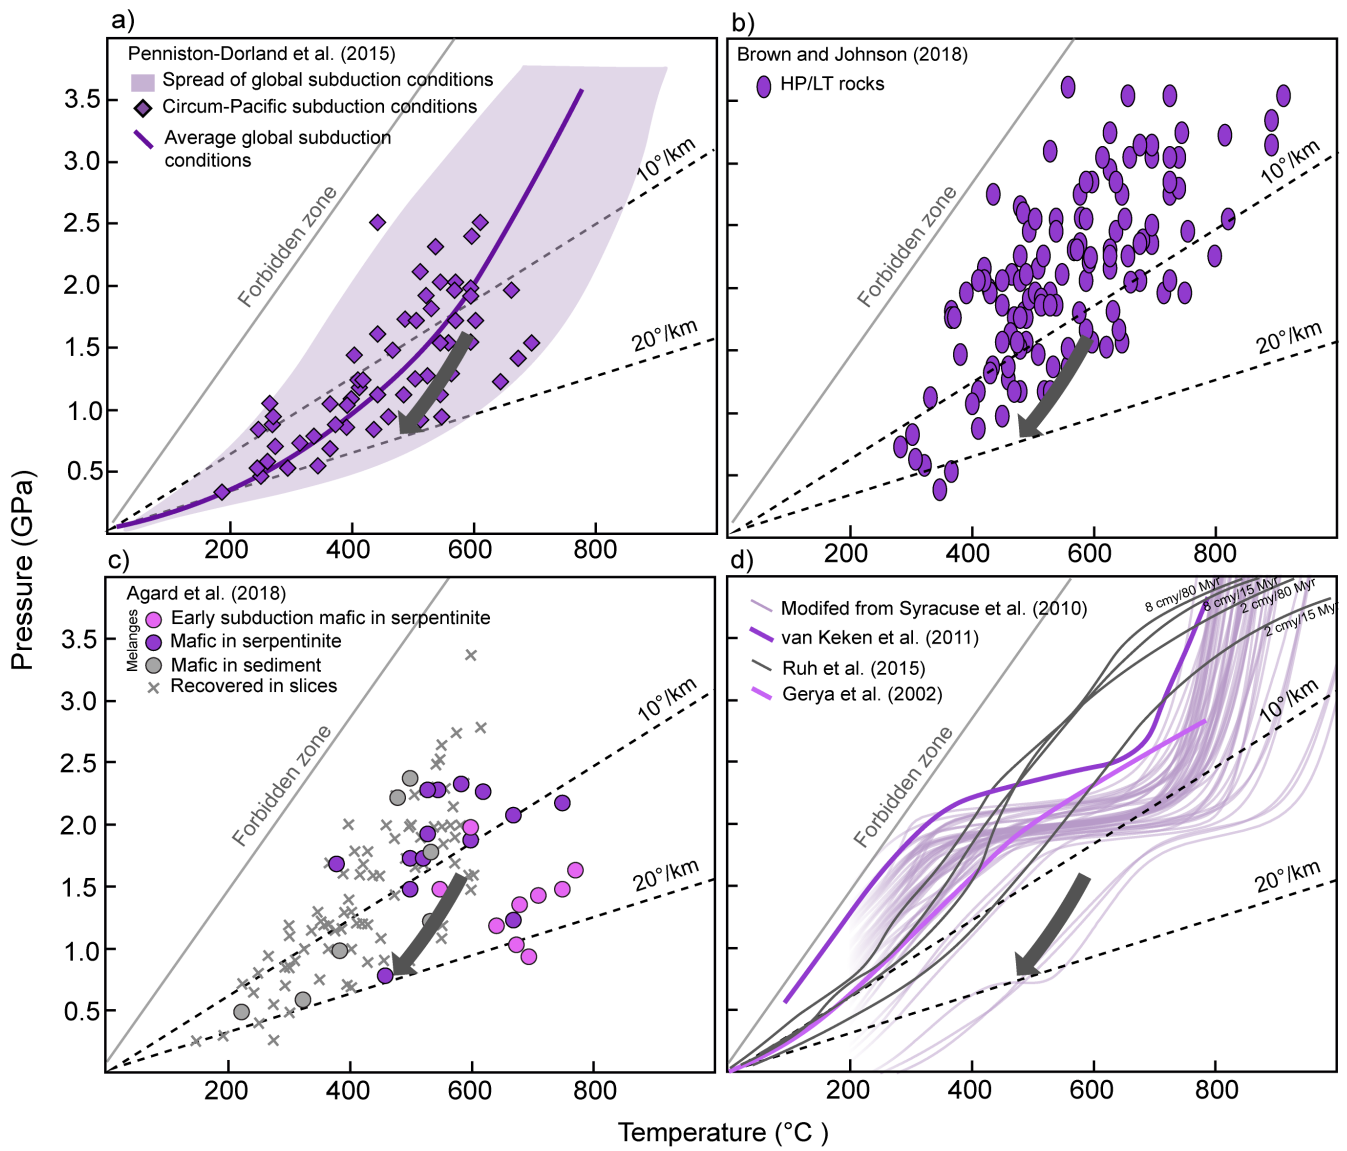 a)
Penniston-Dorland et al. (2015)
Spread of global subduction conditions
Circum-Pacific subduction conditions
Average global subduction
conditions
Forbidden zone
10°/km
20°/km
3.5
3.0
2.5
2.0
1.5
1.0
0.5
200
400
600
800
b)
Brown and Johnson (2018)
HP/LT rocks
Forbidden zone
10°/km
20°/km
200
400
600
800
c)
Agard et al. (2018)
Melanges
Early subduction mafic in serpentinite
Mafic in serpentinite
Mafic in sediment
Recovered in slices
Forbidden zone
10°/km
20°/km
3.5
3.0
2.5
2.0
1.5
1.0
0.5
200
400
600
800
d)
Modifed from Syracuse et al. (2010)
van Keken et al. (2011)
Ruh et al. (2015)
Gerya et al. (2002)
8 cmy/80 Myr
8 cmy/15 Myr
2 cmy/80 Myr
2 cmy/15 Myr
Forbidden zone
10°/km
20°/km
200
400
600
800
Pressure (GPa)
Temperature (°C )